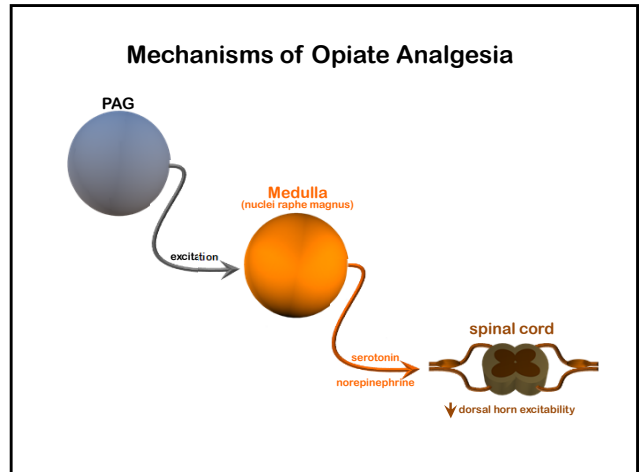 Mechanisms of Opiate Analgesia
PAG
Medulla
(nuclei raphe magnus)
excitation
spinal cord
serotonin
norepinephrine
↓ dorsal horn excitability